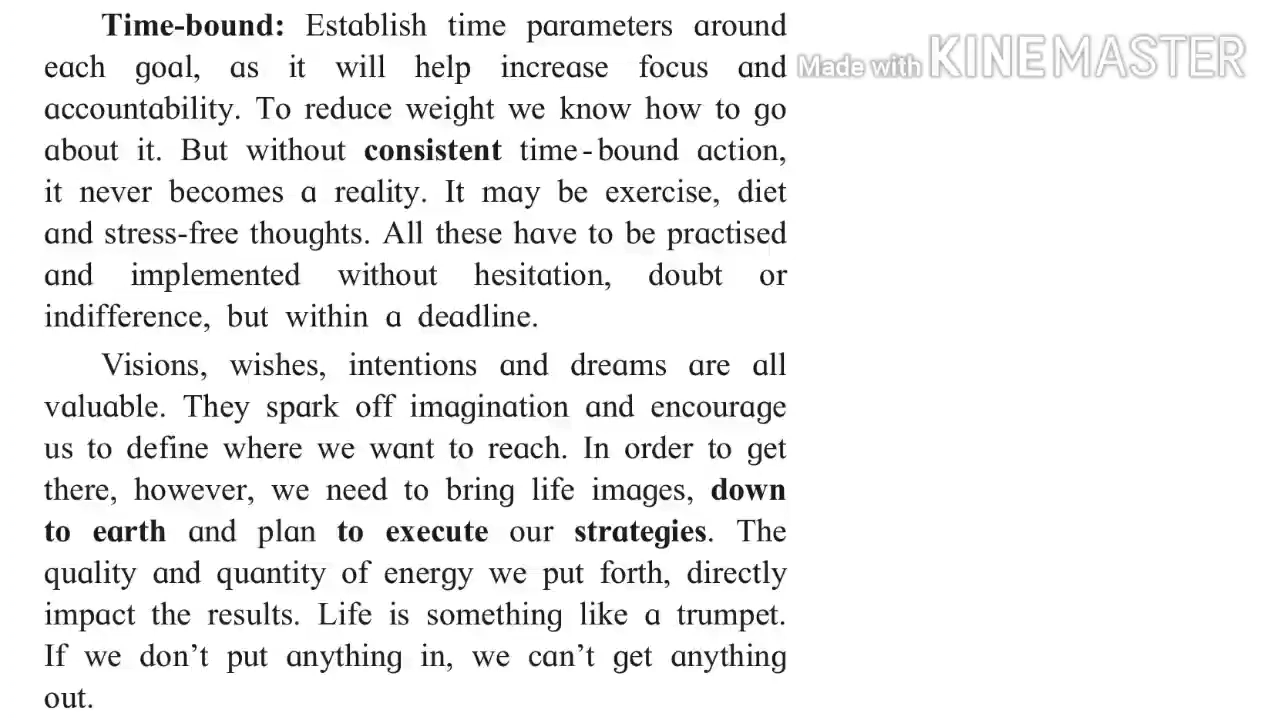 Time-bound: Establish time parameters around
each goal, as it will help increase focus and
accountability. To reduce weight we know how to go
about it. But without consistent time-bound action,
it never becomes a reality. It may be exercise, diet
and stress-free thoughts. All these have to be practised
and implemented without hesitation, doubt or
indifference, but within a deadline.
Visions, wishes, intentions and dreams are all
valuable. They spark off imagination and encourage
us to define where we want to reach. In order to get
there, however, we need to bring life images, down
to earth and plan to execute our strategies. The
quality and quantity of energy we put forth, directly
impact the results. Life is something like a trumpet.
If we don't put anything in, we can't get anything
out.
Made with KINEMASTER